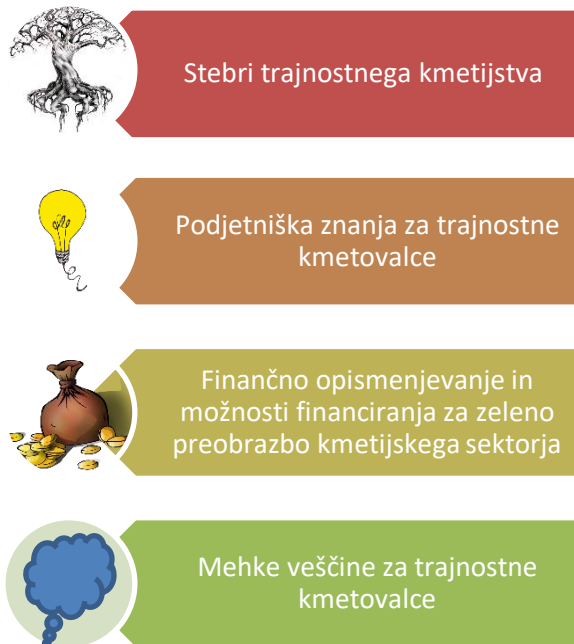 Stebri trajnostnega kmetijstva
Podjetniška znanja za trajnostne
kmetovalce
Finančno opismenjevanje in
možnosti financiranja za zeleno
preobrazbo kmetijskega sektorja
Mehke veščine za trajnostne
kmetovalce